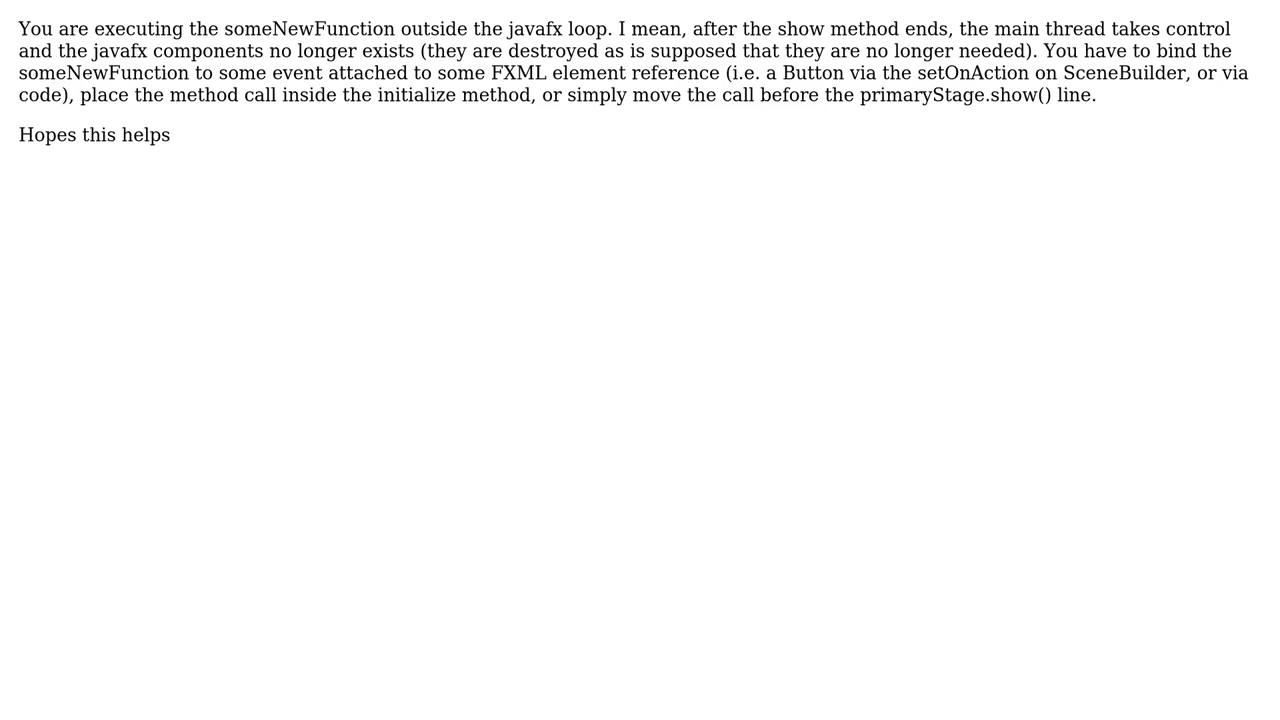 You are executing the someNewFunction outside the javafx loop. I mean, after the show method ends, the main thread takes control
and the javafx components no longer exists (they are destroyed as is supposed that they are no longer needed). You have to bind the
someNewFunction to some event attached to some FXML element reference (i.e. a Button via the setOnAction on SceneBuilder, or via
code), place the method call inside the initialize method, or simply move the call before the primaryStage.show() line.
Hopes this helps